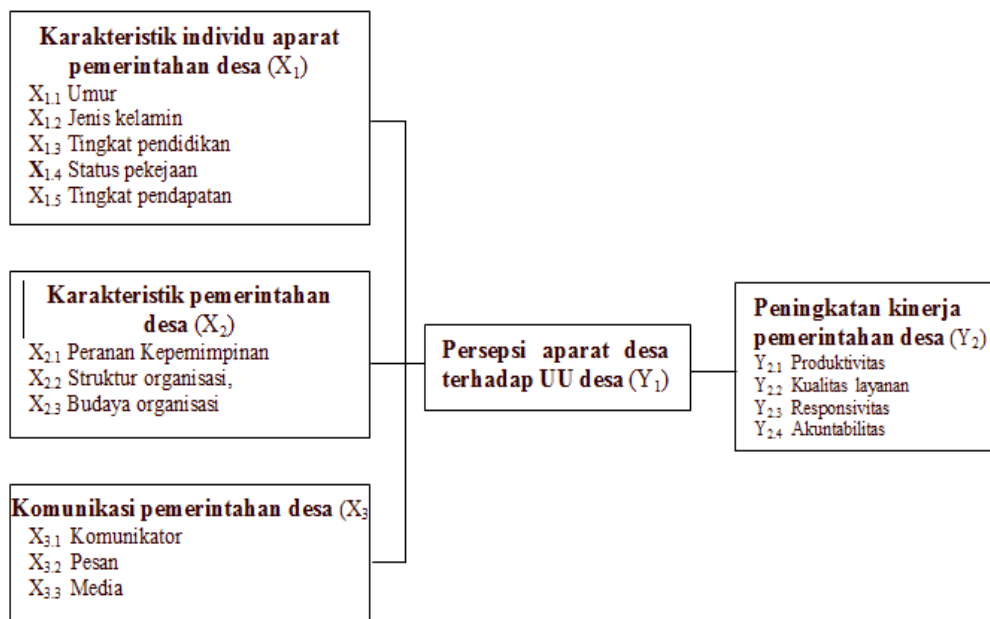 Karakteristik individu aparat
pemerintahan desa (X1)
X1.1 Umur
X1.2 Jenis kelamin
X1.3 Tingkat pendidikan
X1.4 Status pekejaan
X1.5 Tingkat pendapatan
Karakteristik pemerintahan
desa (X2)
X2.1 Peranan Kepemimpinan
X2.2 Struktur organisasi,
X2.3 Budaya organisasi
Komunikasi pemerintahan desa (X3
X3.1 Komunikator
X3.2 Pesan
X3.3 Media
Persepsi aparat desa
terhadap UU desa (Y1)
Peningkatan kinerja
pemerintahan desa (Y2)
Y2.1 Produktivitas
Y2.2 Kualitas layanan
Y2.3 Responsivitas
Y2.4 Akuntabilitas